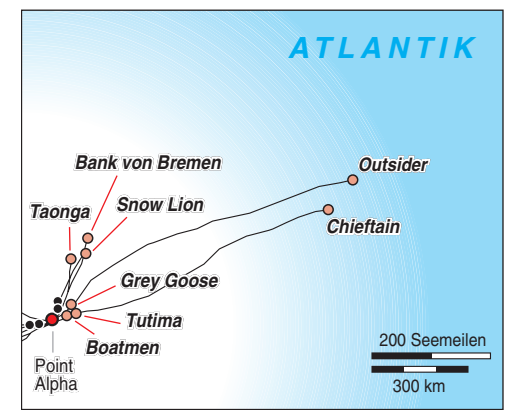 ATLANTIK
Bank von Bremen
Outsider
Taonga
Snow Lion
Chieftain
Grey Goose
Tutima
Boatmen
Point
Alpha
200 Seemeilen
300 km